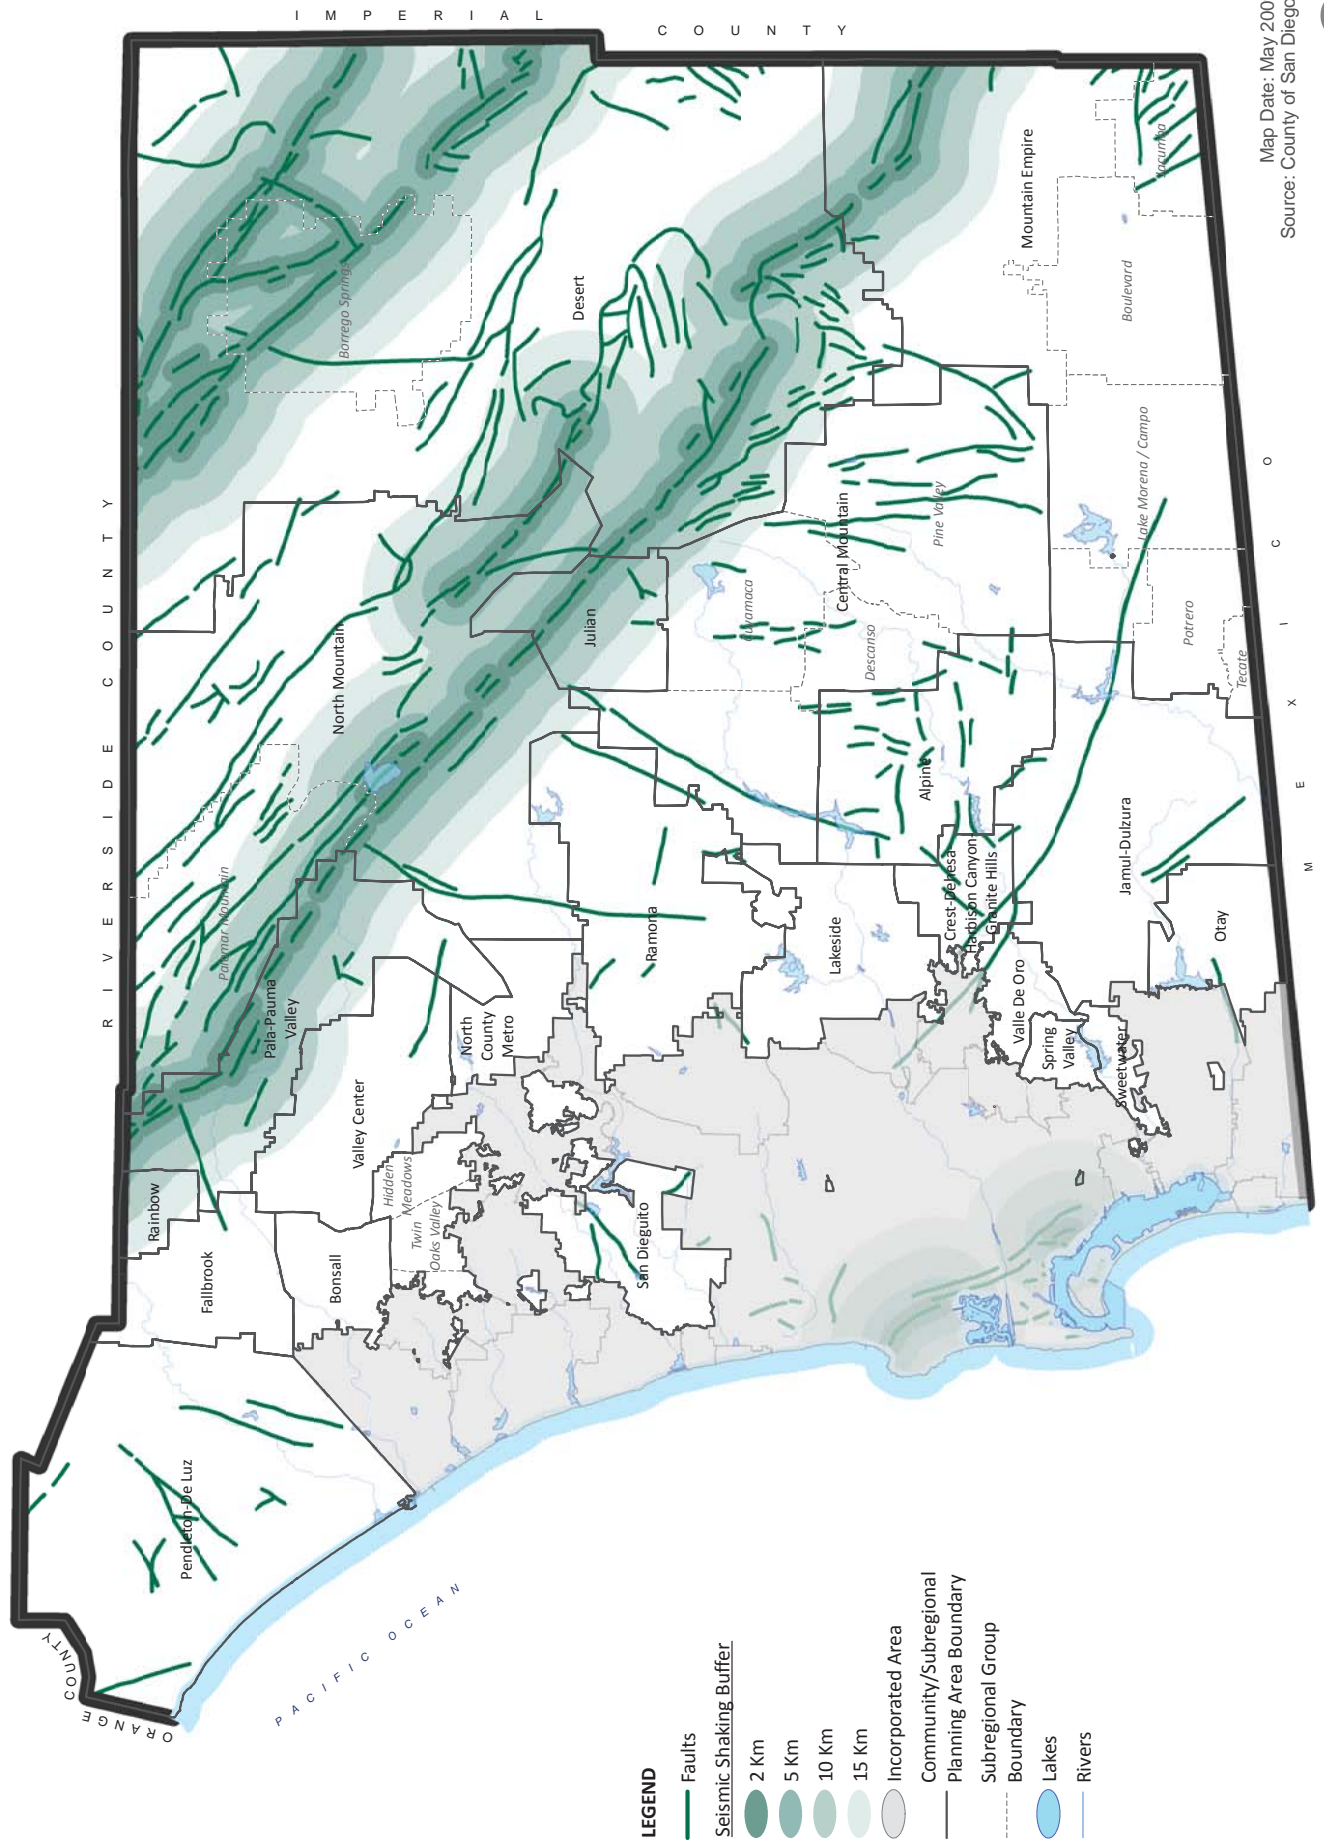 IMPERIAL
COUNTY
RIVERSIDE COUNTY
ORANGE
COUNTY
PACIFIC OCEAN
MEXICO
Map Date: May 200
Source: County of San Diego
Borrego Springs
Desert
Mountain Empire
Jacumba
Boulevard
Lake Morena / Campo
Potrero
Tecate
North Mountain
Palomar Mountain
Julian
Cuyamaca
Central Mountain
Pine Valley
Descanso
Alpine
Pala-Pauma
Valley
Ramona
Lakeside
Crest-Dehesa
Harbison Canyon-
Granite Hills
Jamul-Dulzura
Otay
Valle De Oro
Spring
Valley
Sweetwater
Rainbow
Fallbrook
Bonsall
Valley Center
North
County
Metro
Hidden
Meadows
Twin
Oaks Valley
San Dieguito
Pendleton-De Luz
LEGEND
Faults
Seismic Shaking Buffer
2 Km
5 Km
10 Km
15 Km
Incorporated Area
Community/Subregional
Planning Area Boundary
Subregional Group
Boundary
Lakes
Rivers